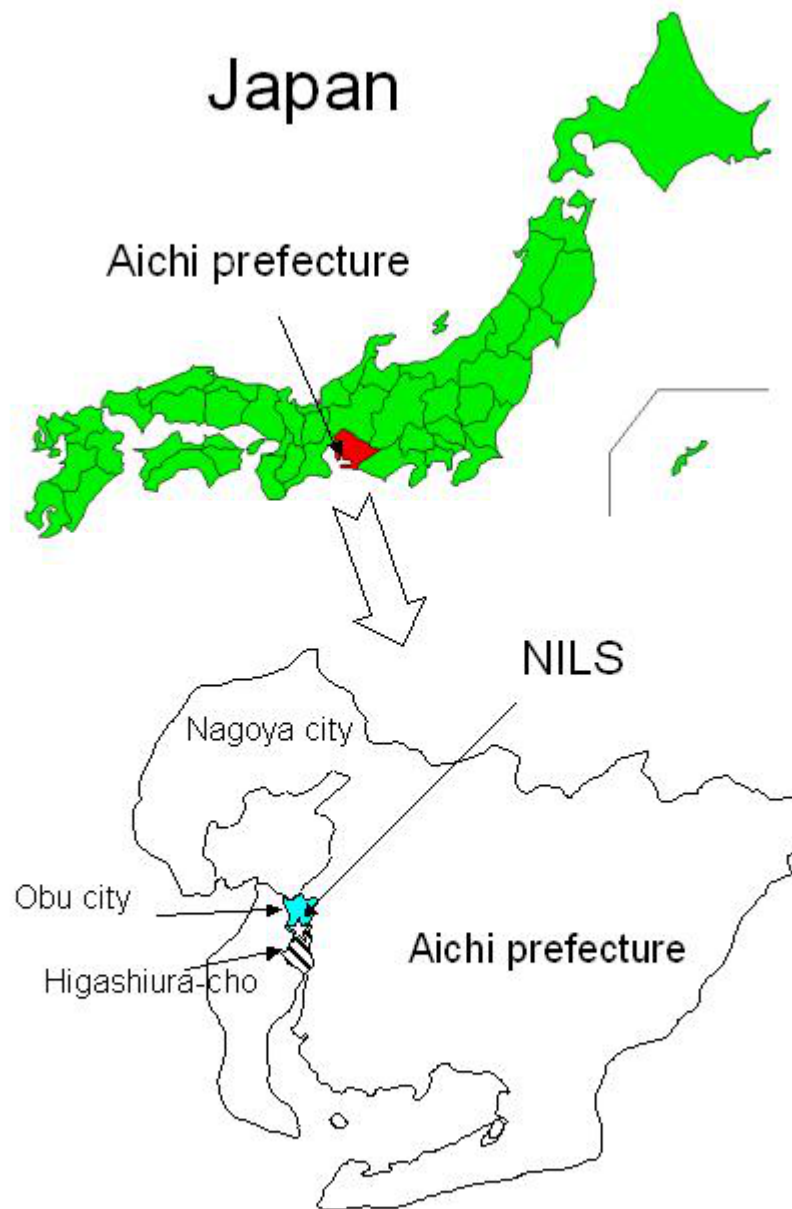 Japan
Aichi prefecture
NILS
Nagoya city
Obu city
Aichi prefecture
Higashiura-cho